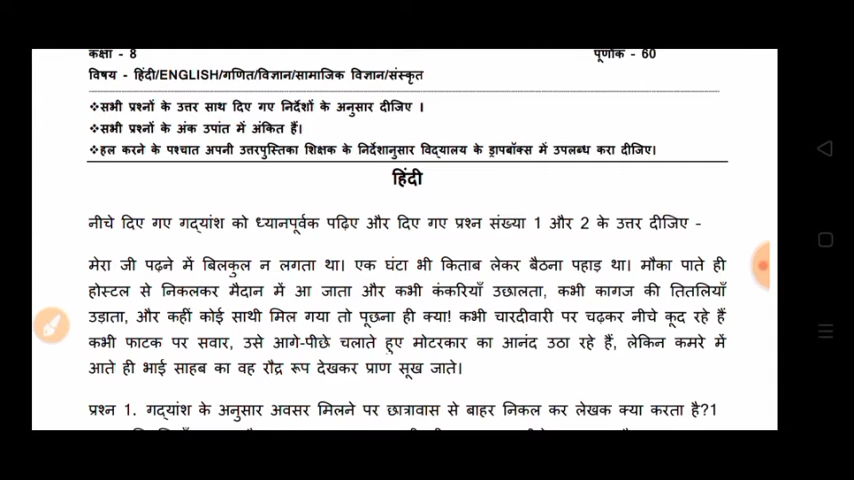 कक्षा - 8 पूर्णांक - 60
विषय - हिंदी/ENGLISH/गणित/विज्ञान/सामाजिक विज्ञान/संस्कृत
❖सभी प्रश्नों के उत्तर साथ दिए गए निर्देशों के अनुसार दीजिए ।
❖सभी प्रश्नों के अंक उपांत में अंकित हैं।
❖हल करने के पश्चात अपनी उत्तरपुस्तिका शिक्षक के निर्देशानुसार विद्यालय के ड्रापबॉक्स में उपलब्ध करा दीजिए।
हिंदी
नीचे दिए गए गद्यांश को ध्यानपूर्वक पढ़िए और दिए गए प्रश्न संख्या 1 और 2 के उत्तर दीजिए –
मेरा जी पढ़ने में बिलकुल न लगता था। एक घंटा भी किताब लेकर बैठना पहाड़ था। मौका पाते ही
होस्टल से निकलकर मैदान में आ जाता और कभी कंकरियाँ उछालता, कभी कागज की तितलियाँ
उड़ाता, और कहीं कोई साथी मिल गया तो पूछना ही क्या! कभी चारदीवारी पर चढ़कर नीचे कूद रहे हैं
कभी फाटक पर सवार, उसे आगे-पीछे चलाते हुए मोटरकार का आनंद उठा रहे हैं, लेकिन कमरे में
आते ही भाई साहब का वह रौद्र रूप देखकर प्राण सूख जाते।
प्रश्न 1. गद्यांश के अनुसार अवसर मिलने पर छात्रावास से बाहर निकल कर लेखक क्या करता है?1